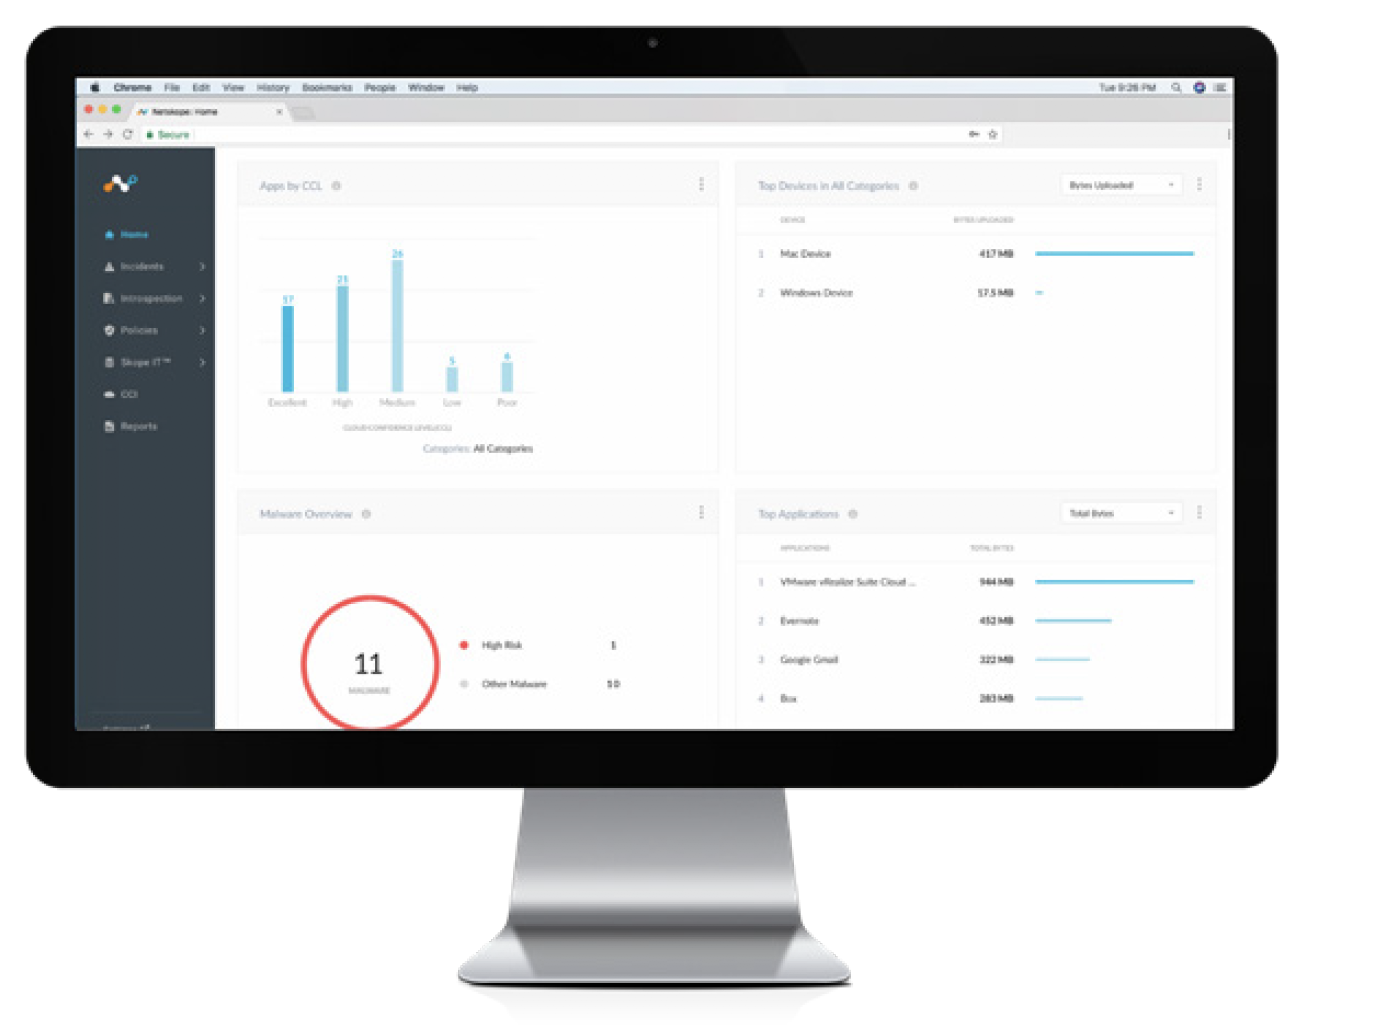 Chrome File Edit View History Bookmarks People Window Help Tue 9:26 PM
Netskope: Home ×
Secure
Home
Incidents
Introspection
Policies
Skope IT™
CCI
Reports
Apps by CCL
17 21 26 5 6
Excellent High Medium Low Poor
CLOUD CONFIDENCE LEVEL(CCL)
Categories: All Categories
Top Devices in All Categories Bytes Uploaded
DEVICE BYTES UPLOADED
1 Mac Device 417 MB
2 Windows Device 17.5 MB
Malware Overview
11
MALWARE
High Risk 1
Other Malware 10
Top Applications Total Bytes
APPLICATIONS TOTAL BYTES
1 VMware vRealize Suite Cloud ... 944 MB
2 Evernote 452 MB
3 Google Gmail 322 MB
4 Box 283 MB